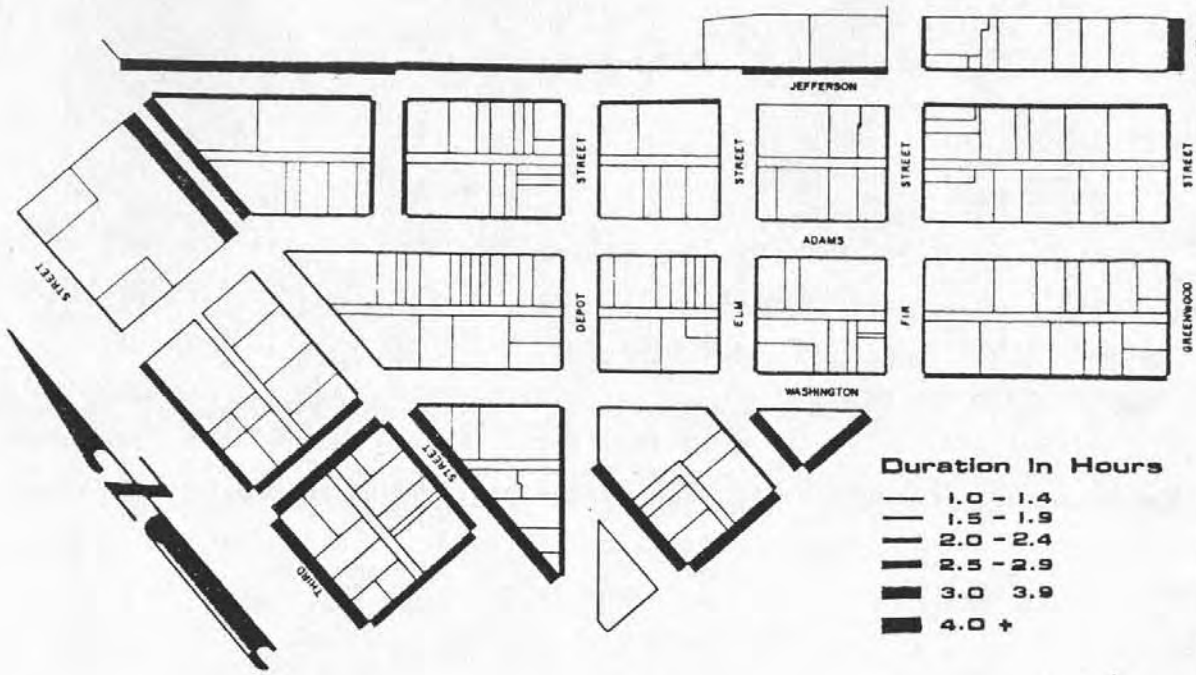 JEFFERSON
STREET
STREET
STREET
STREET
ADAMS
STREET
DEPOT
ELM
FIR
GREENWOOD
WASHINGTON
STREET
THIRD
Duration In Hours
1.0 - 1.4
1.5 - 1.9
2.0 - 2.4
2.5 - 2.9
3.0 3.9
4.0 +
N